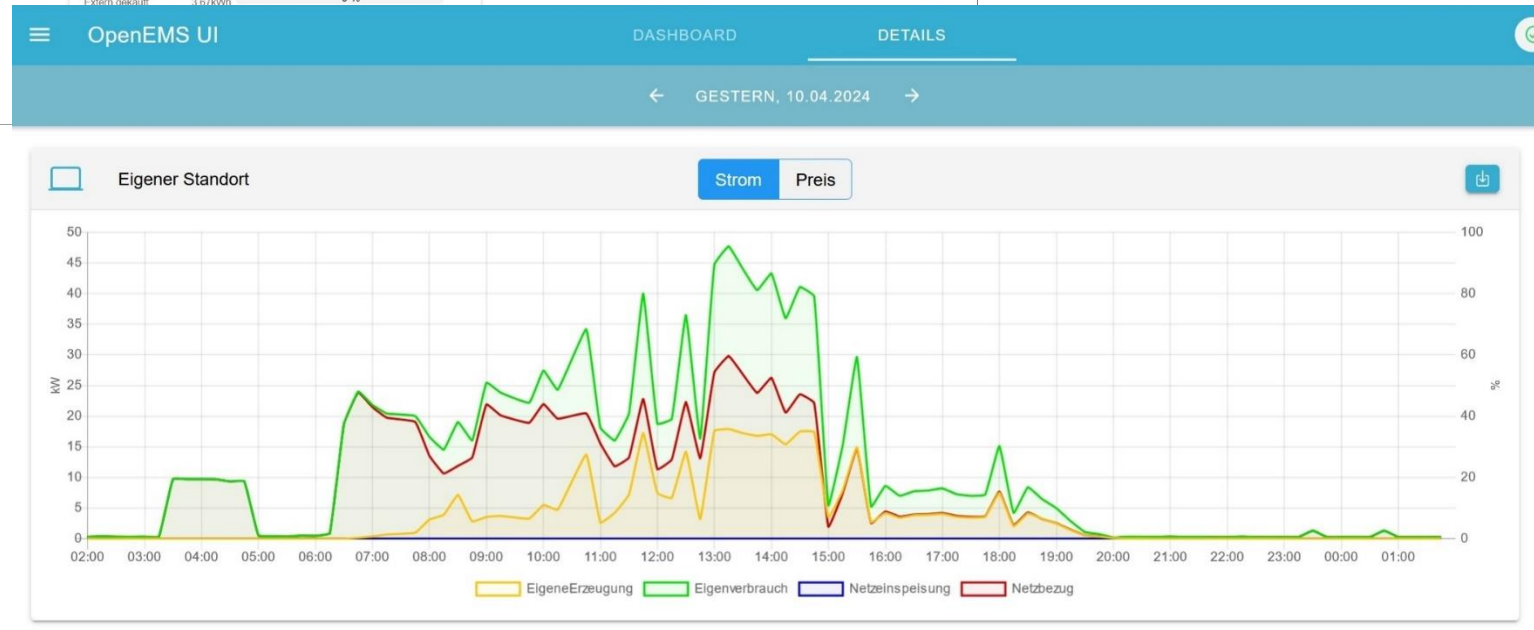 Extern gekauft 3,67kWh
OpenEMS UI
DASHBOARD
DETAILS
GESTERN, 10.04.2024
Eigener Standort
Strom
Preis
50
45
40
35
30
25
20
15
10
5
0
kW
100
80
60
40
20
0
%
02:00 03:00 04:00 05:00 06:00 07:00 08:00 09:00 10:00 11:00 12:00 13:00 14:00 15:00 16:00 17:00 18:00 19:00 20:00 21:00 22:00 23:00 00:00 01:00
EigeneErzeugung Eigenverbrauch Netzeinspeisung Netzbezug